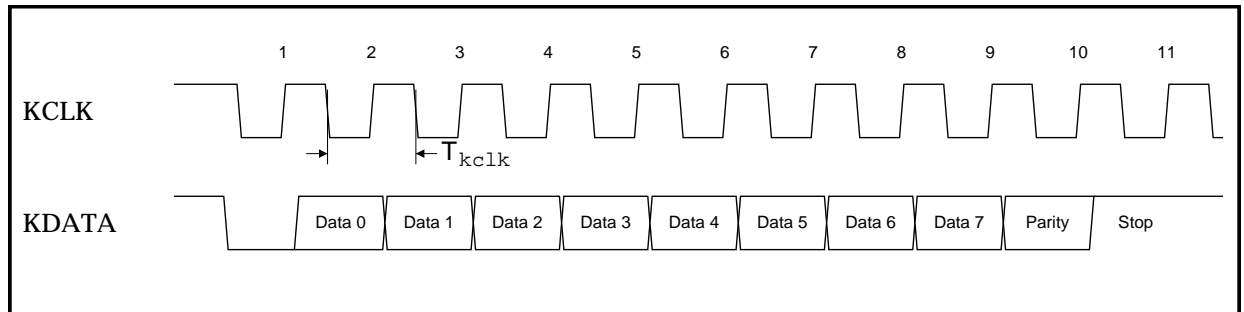 1 2 3 4 5 6 7 8 9 10 11
KCLK
Tkclk
KDATA
Data 0 Data 1 Data 2 Data 3 Data 4 Data 5 Data 6 Data 7 Parity Stop